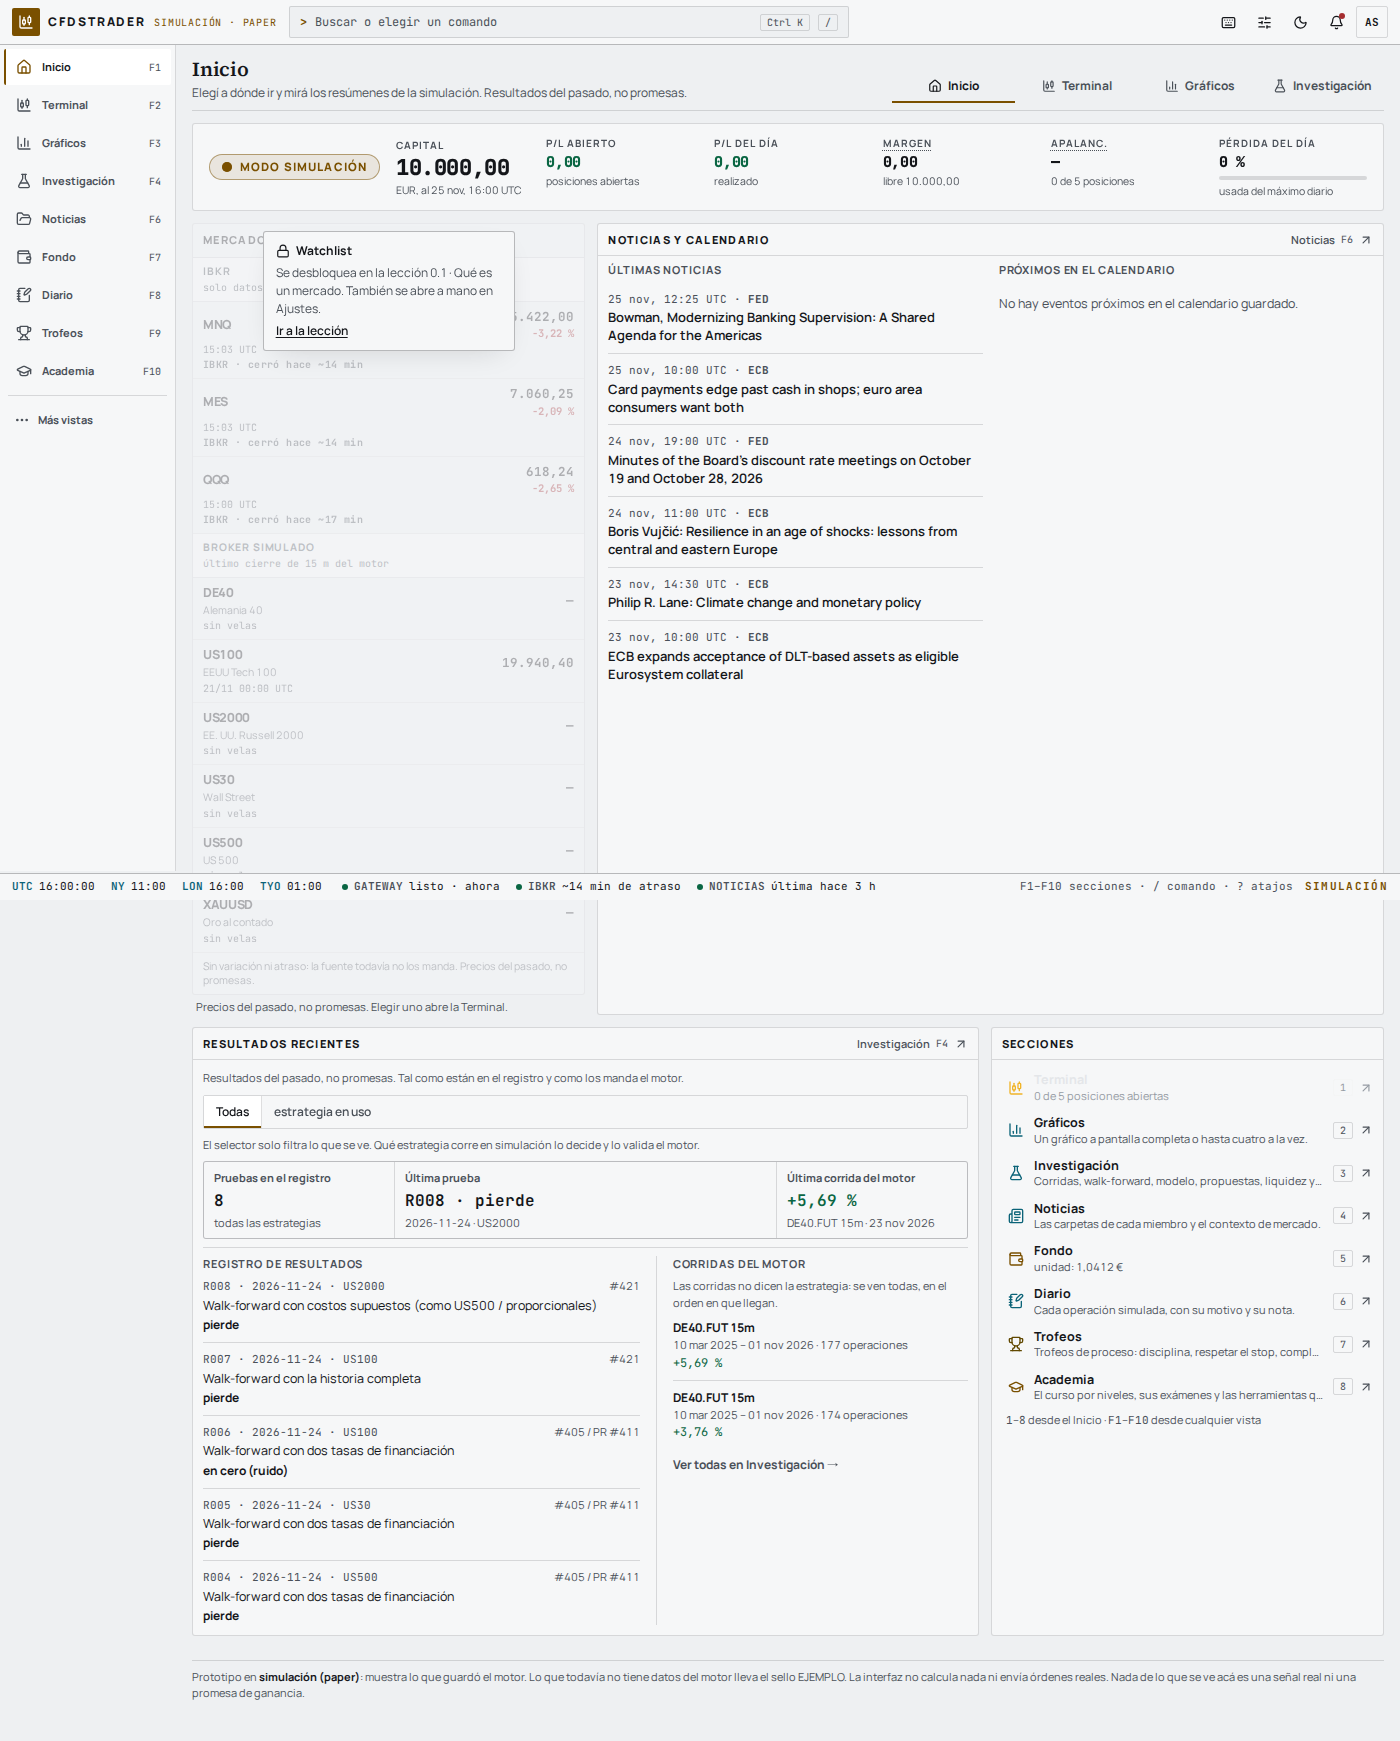 CFDSTRADER SIMULACIÓN · PAPER
> Buscar o elegir un comando Ctrl K /
AS
Inicio F1
Terminal F2
Gráficos F3
Investigación F4
Noticias F6
Fondo F7
Diario F8
Trofeos F9
Academia F10
Más vistas
Inicio
Elegí a dónde ir y mirá los resúmenes de la simulación. Resultados del pasado, no promesas.
Inicio Terminal Gráficos Investigación
MODO SIMULACIÓN
CAPITAL
10.000,00
EUR, al 25 nov, 16:00 UTC
P/L ABIERTO
0,00
posiciones abiertas
P/L DEL DÍA
0,00
realizado
MARGEN
0,00
libre 10.000,00
APALANC.
—
0 de 5 posiciones
PÉRDIDA DEL DÍA
0 %
usada del máximo diario
MERCADO
IBKR
solo datos
MNQ
5.422,00
-3,22 %
15:03 UTC
IBKR · cerró hace ~14 min
Watchlist
Se desbloquea en la lección 0.1 · Qué es
un mercado. También se abre a mano en
Ajustes.
Ir a la lección
MES
7.060,25
-2,09 %
15:03 UTC
IBKR · cerró hace ~14 min
QQQ
618,24
-2,65 %
15:00 UTC
IBKR · cerró hace ~17 min
BROKER SIMULADO
último cierre de 15 m del motor
DE40
—
Alemania 40
sin velas
US100
19.940,40
EEUU Tech 100
21/11 00:00 UTC
US2000
—
EE. UU. Russell 2000
sin velas
US30
—
Wall Street
sin velas
US500
—
US 500
XAUUSD
—
Oro al contado
sin velas
Sin variación ni atraso: la fuente todavía no los manda. Precios del pasado, no
promesas.
Precios del pasado, no promesas. Elegir uno abre la Terminal.
NOTICIAS Y CALENDARIO
Noticias F6
ÚLTIMAS NOTICIAS
25 nov, 12:25 UTC · FED
Bowman, Modernizing Banking Supervision: A Shared
Agenda for the Americas
25 nov, 10:00 UTC · ECB
Card payments edge past cash in shops; euro area
consumers want both
24 nov, 19:00 UTC · FED
Minutes of the Board's discount rate meetings on October
19 and October 28, 2026
24 nov, 11:00 UTC · ECB
Boris Vujčić: Resilience in an age of shocks: lessons from
central and eastern Europe
23 nov, 14:30 UTC · ECB
Philip R. Lane: Climate change and monetary policy
23 nov, 10:00 UTC · ECB
ECB expands acceptance of DLT-based assets as eligible
Eurosystem collateral
PRÓXIMOS EN EL CALENDARIO
No hay eventos próximos en el calendario guardado.
UTC 16:00:00 NY 11:00 LON 16:00 TYO 01:00 GATEWAY listo · ahora IBKR ~14 min de atraso NOTICIAS última hace 3 h
F1–F10 secciones · / comando · ? atajos SIMULACIÓN
RESULTADOS RECIENTES
Investigación F4
Resultados del pasado, no promesas. Tal como están en el registro y como los manda el motor.
Todas estrategia en uso
El selector solo filtra lo que se ve. Qué estrategia corre en simulación lo decide y lo valida el motor.
Pruebas en el registro
8
todas las estrategias
Última prueba
R008 · pierde
2026-11-24 · US2000
Última corrida del motor
+5,69 %
DE40.FUT 15m · 23 nov 2026
REGISTRO DE RESULTADOS
R008 · 2026-11-24 · US2000 #421
Walk-forward con costos supuestos (como US500 / proporcionales)
pierde
R007 · 2026-11-24 · US100 #421
Walk-forward con la historia completa
pierde
R006 · 2026-11-24 · US100 #405 / PR #411
Walk-forward con dos tasas de financiación
en cero (ruido)
R005 · 2026-11-24 · US30 #405 / PR #411
Walk-forward con dos tasas de financiación
pierde
R004 · 2026-11-24 · US500 #405 / PR #411
Walk-forward con dos tasas de financiación
pierde
CORRIDAS DEL MOTOR
Las corridas no dicen la estrategia: se ven todas, en el
orden en que llegan.
DE40.FUT 15m
10 mar 2025 – 01 nov 2026 · 177 operaciones
+5,69 %
DE40.FUT 15m
10 mar 2025 – 01 nov 2026 · 174 operaciones
+3,76 %
Ver todas en Investigación →
SECCIONES
Terminal
0 de 5 posiciones abiertas
1
Gráficos
Un gráfico a pantalla completa o hasta cuatro a la vez.
2
Investigación
Corridas, walk-forward, modelo, propuestas, liquidez y…
3
Noticias
Las carpetas de cada miembro y el contexto de mercado.
4
Fondo
unidad: 1,0412 €
5
Diario
Cada operación simulada, con su motivo y su nota.
6
Trofeos
Trofeos de proceso: disciplina, respetar el stop, compl…
7
Academia
El curso por niveles, sus exámenes y las herramientas q…
8
1–8 desde el Inicio · F1–F10 desde cualquier vista
Prototipo en simulación (paper): muestra lo que guardó el motor. Lo que todavía no tiene datos del motor lleva el sello EJEMPLO. La interfaz no calcula nada ni envía órdenes reales. Nada de lo que se ve acá es una señal real ni una
promesa de ganancia.